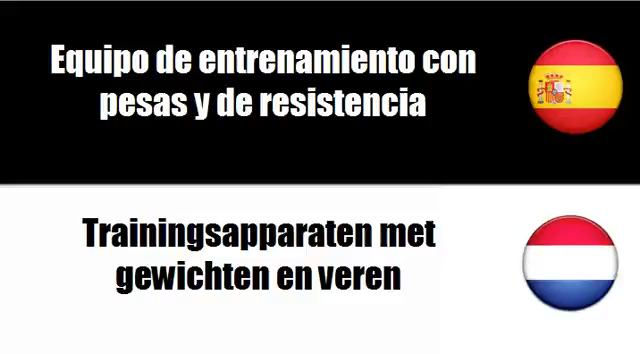 Equipo de entrenamiento con
pesas y de resistencia
Trainingsapparaten met
gewichten en veren